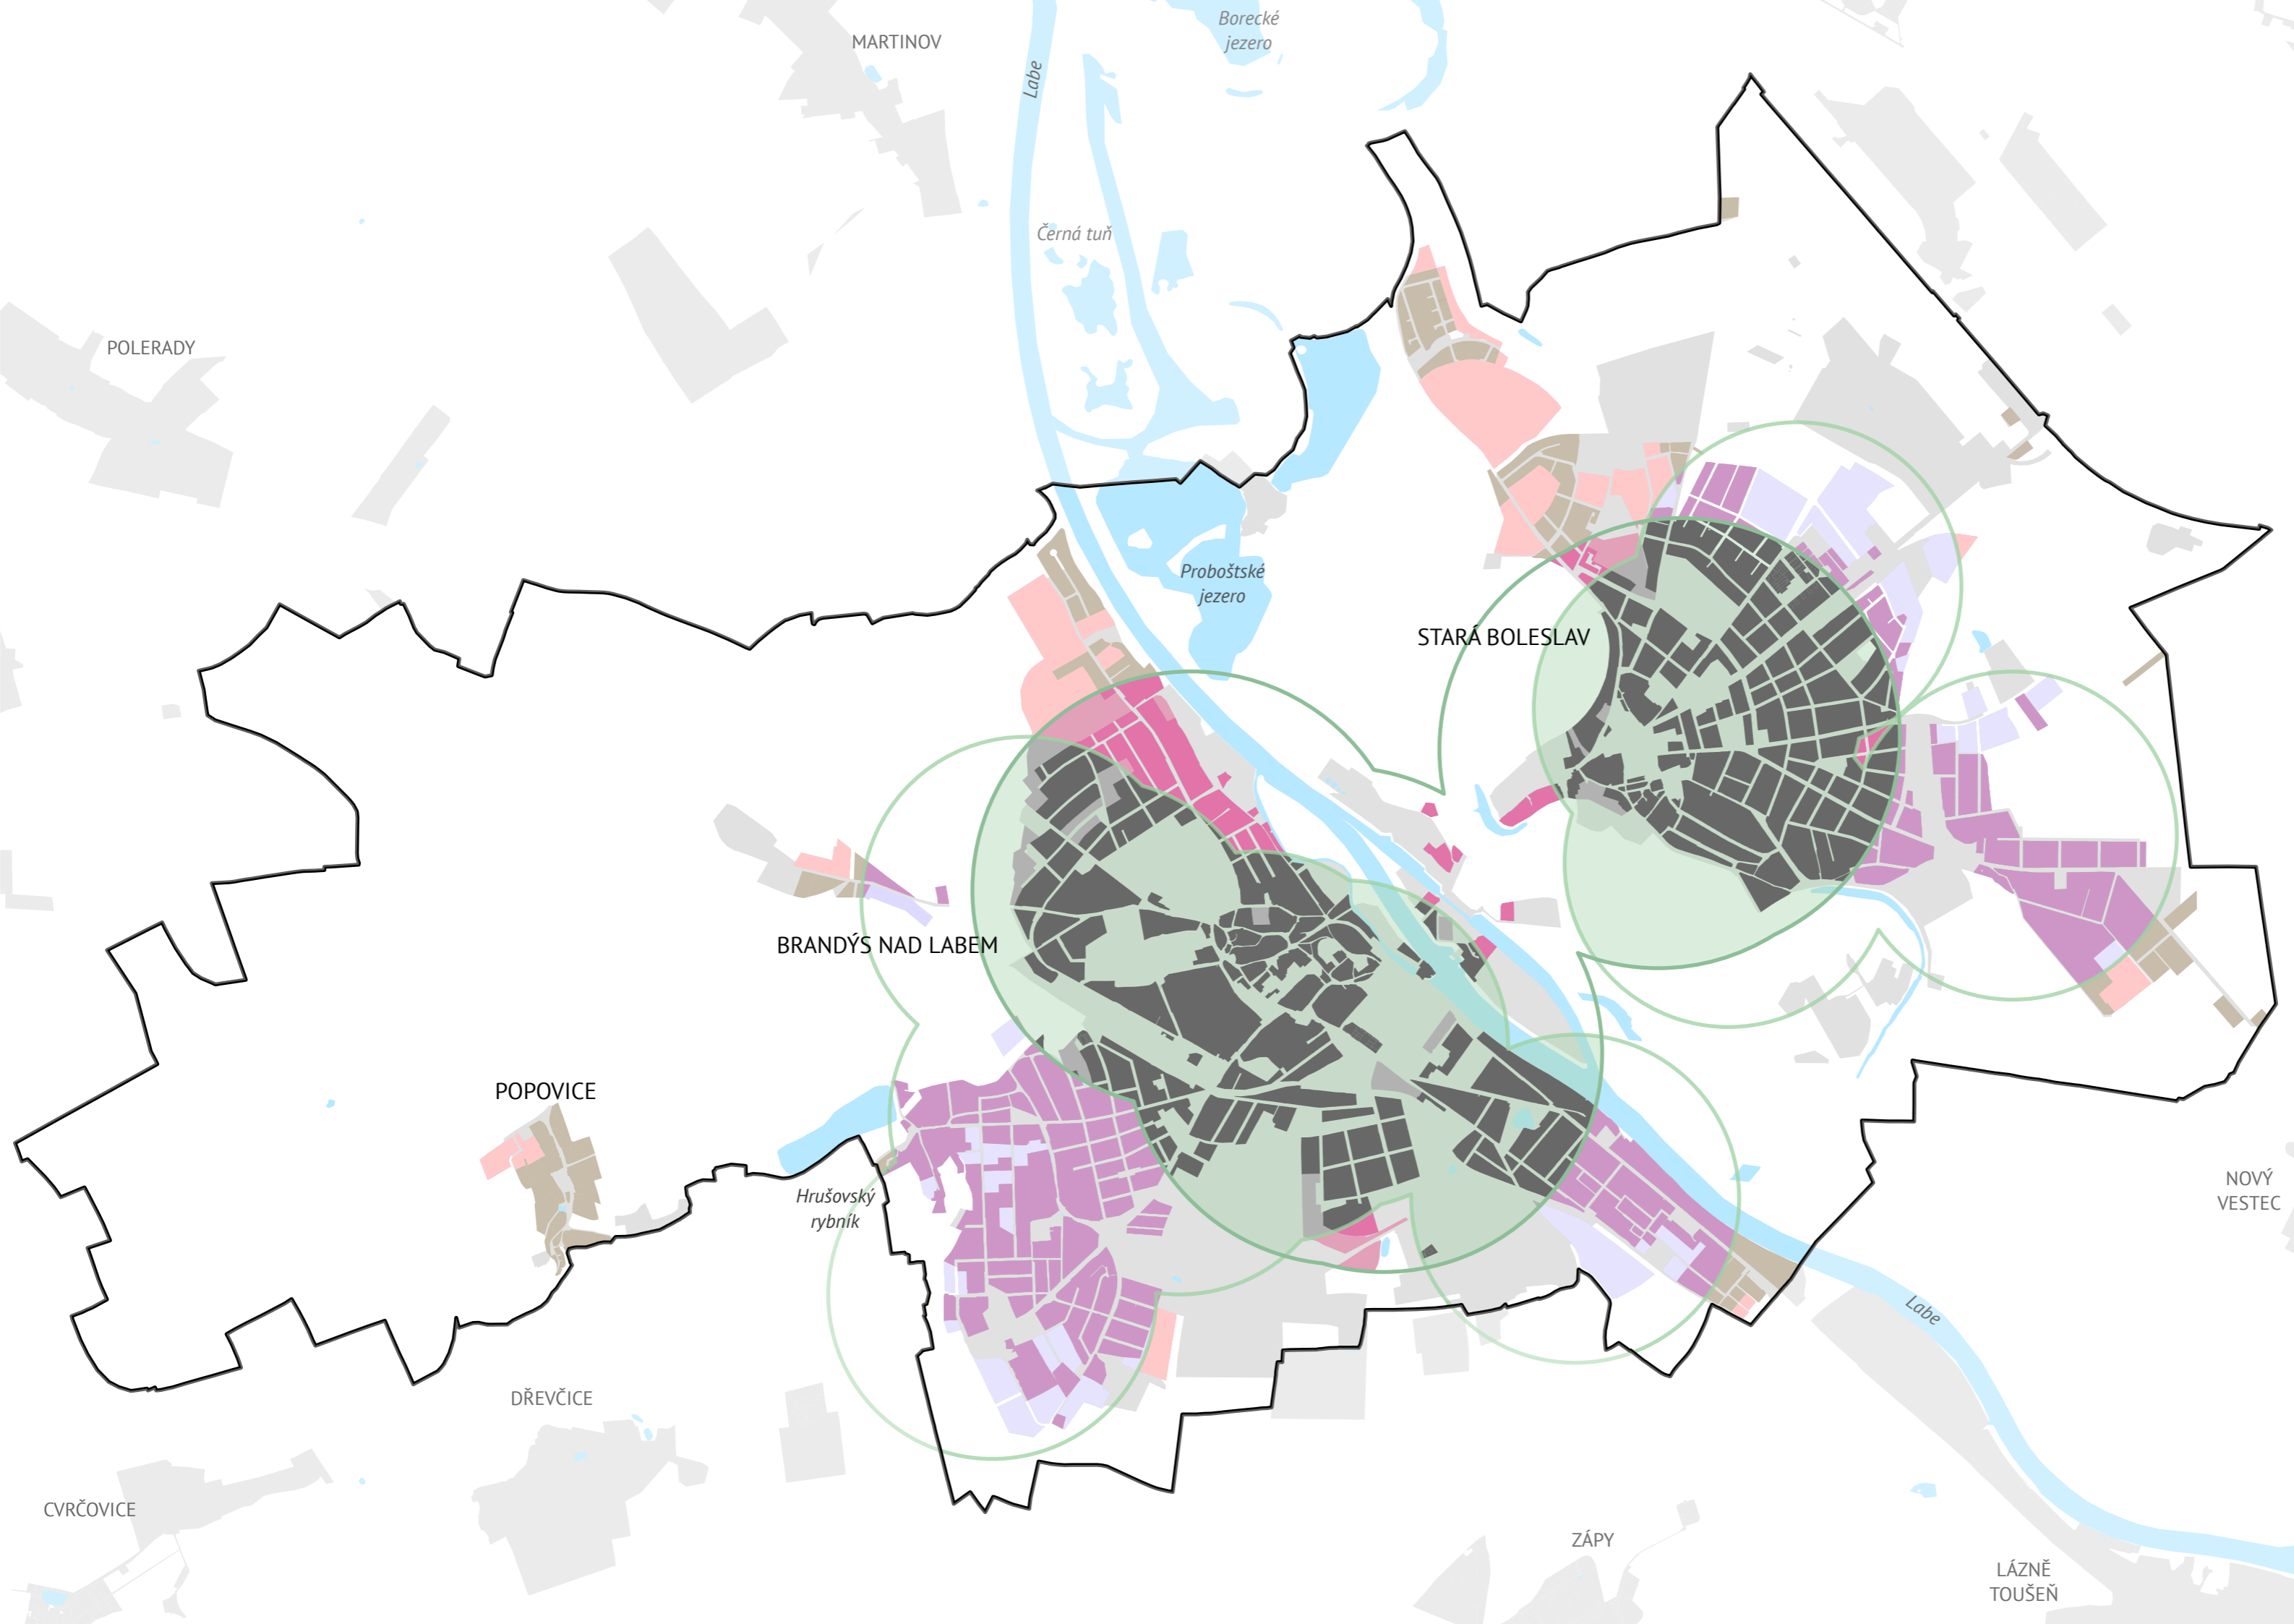 Borecké
jezero
MARTINOV
Labe
Černá tuň
POLERADY
Proboštské
jezero
STARÁ BOLESLAV
BRANDÝS NAD LABEM
POPOVICE
Hrušovský
rybník
NOVÝ
VESTEC
Labe
DŘEVČICE
CVRČOVICE
ZÁPY
LÁZNĚ
TOUŠEŇ